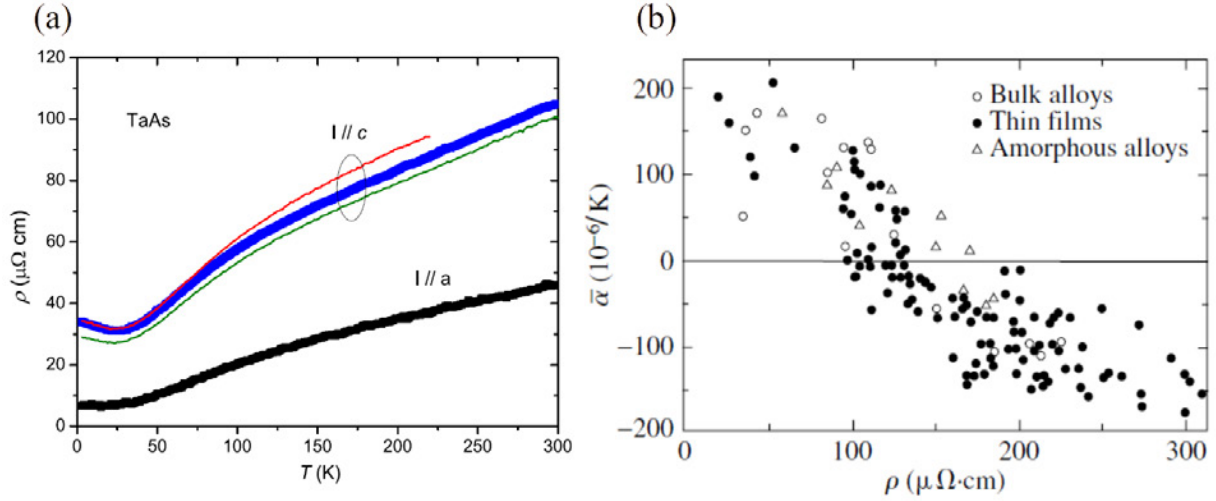 (a)
TaAs
I // c
I // a
ρ (μΩ cm)
120
100
80
60
40
20
0
0 50 100 150 200 250 300
T (K)
(b)
○ Bulk alloys
● Thin films
△ Amorphous alloys
ᾱ (10⁻⁶/K)
200
100
0
−100
−200
0 100 200 300
ρ (μ Ω·cm)